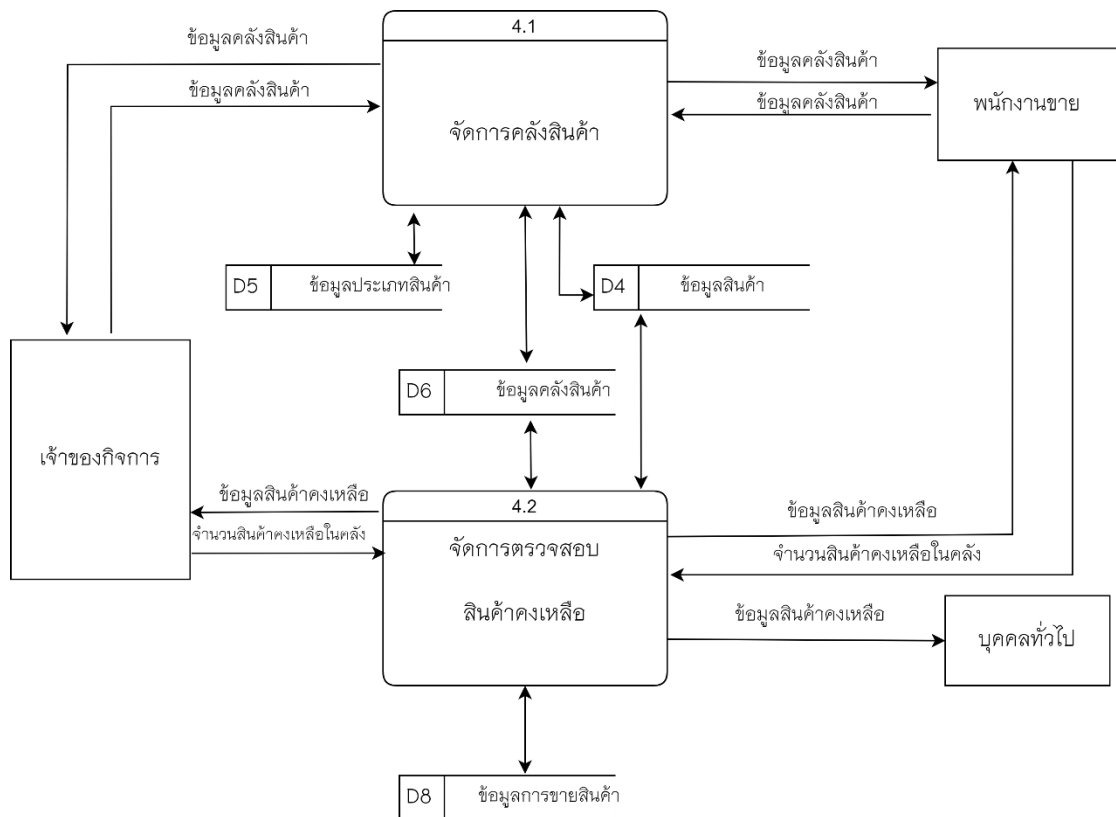 4.1
ข้อมูลคลังสินค้า
ข้อมูลคลังสินค้า
จัดการคลังสินค้า
ข้อมูลคลังสินค้า
ข้อมูลคลังสินค้า
พนักงานขาย
D5 ข้อมูลประเภทสินค้า
D4 ข้อมูลสินค้า
D6 ข้อมูลคลังสินค้า
เจ้าของกิจการ
ข้อมูลสินค้าคงเหลือ
จำนวนสินค้าคงเหลือในคลัง
4.2
จัดการตรวจสอบ
สินค้าคงเหลือ
ข้อมูลสินค้าคงเหลือ
จำนวนสินค้าคงเหลือในคลัง
ข้อมูลสินค้าคงเหลือ
บุคคลทั่วไป
D8 ข้อมูลการขายสินค้า